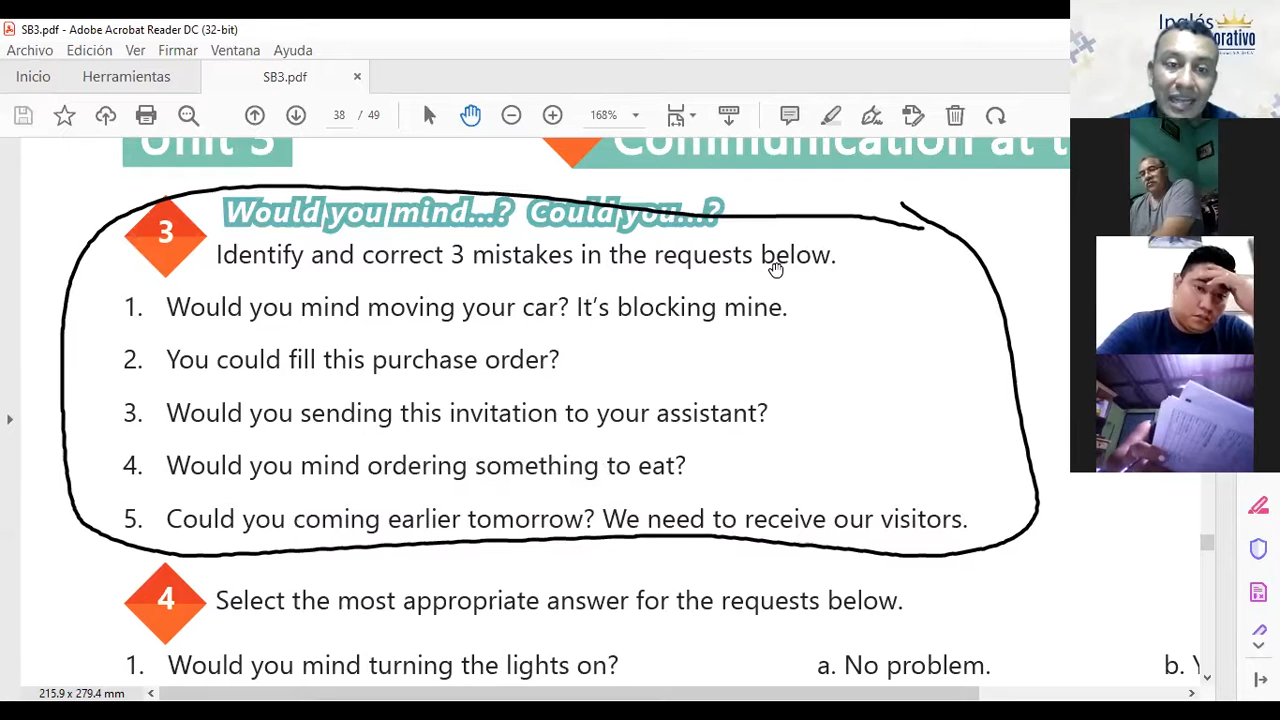 SB3.pdf - Adobe Acrobat Reader DC (32-bit)
Archivo Edición Ver Firmar Ventana Ayuda
Inicio Herramientas SB3.pdf ×
38 / 49 168%
Inglés
orativo
Unit 5
Communication at t
3 Would you mind...? Could you...?
Identify and correct 3 mistakes in the requests below.
1. Would you mind moving your car? It‘s blocking mine.
2. You could fill this purchase order?
3. Would you sending this invitation to your assistant?
4. Would you mind ordering something to eat?
5. Could you coming earlier tomorrow? We need to receive our visitors.
4 Select the most appropriate answer for the requests below.
1. Would you mind turning the lights on? a. No problem. b.
215.9 x 279.4 mm